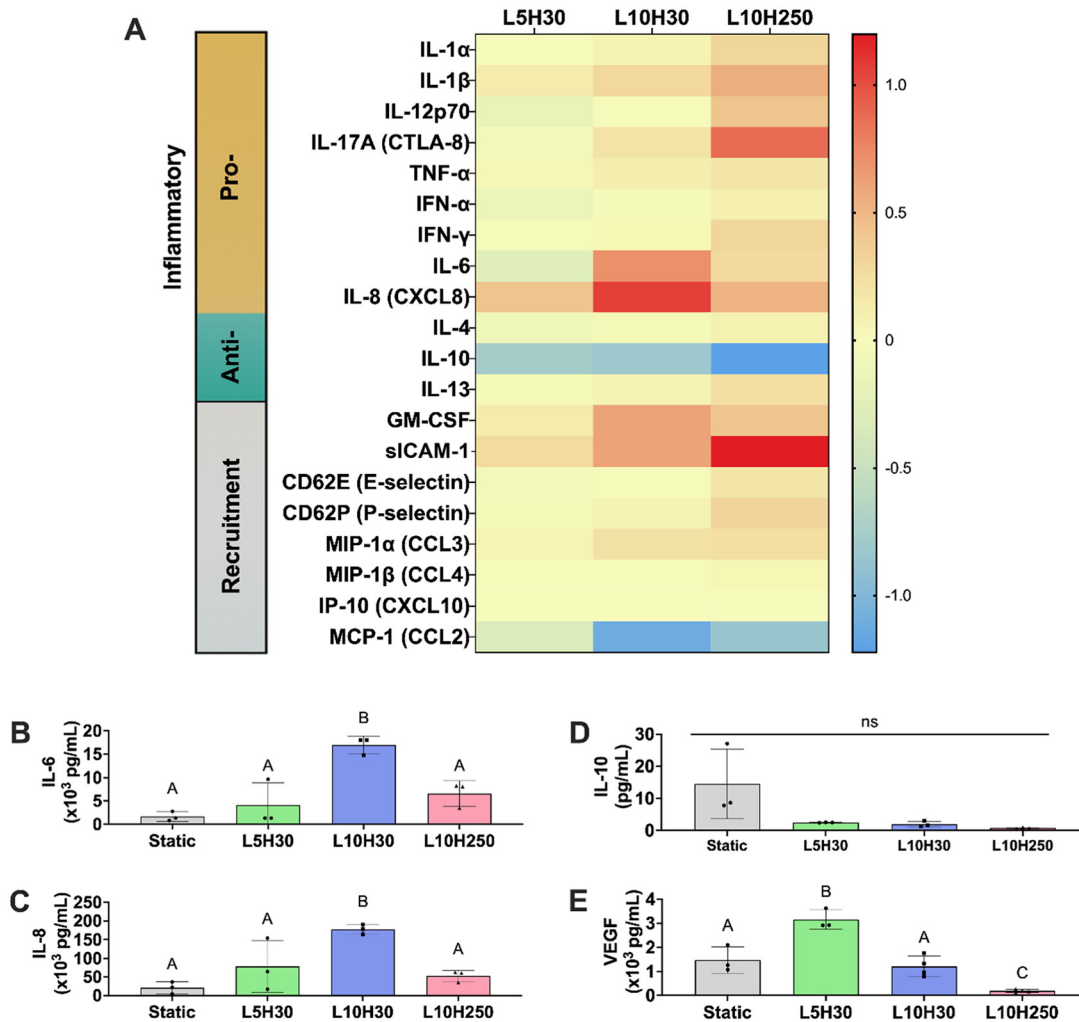 A
L5H30 L10H30 L10H250
Inflammatory
Pro-
Anti-
Recruitment
IL-1α
IL-1β
IL-12p70
IL-17A (CTLA-8)
TNF-α
IFN-α
IFN-γ
IL-6
IL-8 (CXCL8)
IL-4
IL-10
IL-13
GM-CSF
sICAM-1
CD62E (E-selectin)
CD62P (P-selectin)
MIP-1α (CCL3)
MIP-1β (CCL4)
IP-10 (CXCL10)
MCP-1 (CCL2)
1.0
0.5
0
-0.5
-1.0
B
IL-6
(x10³ pg/mL)
20
15
10
5
0
A A B A
Static L5H30 L10H30 L10H250
D
IL-10
(pg/mL)
30
20
10
0
ns
Static L5H30 L10H30 L10H250
C
IL-8
(x10³ pg/mL)
250
200
150
100
50
0
A A B A
Static L5H30 L10H30 L10H250
E
VEGF
(x10³ pg/mL)
4
3
2
1
0
A B A C
Static L5H30 L10H30 L10H250